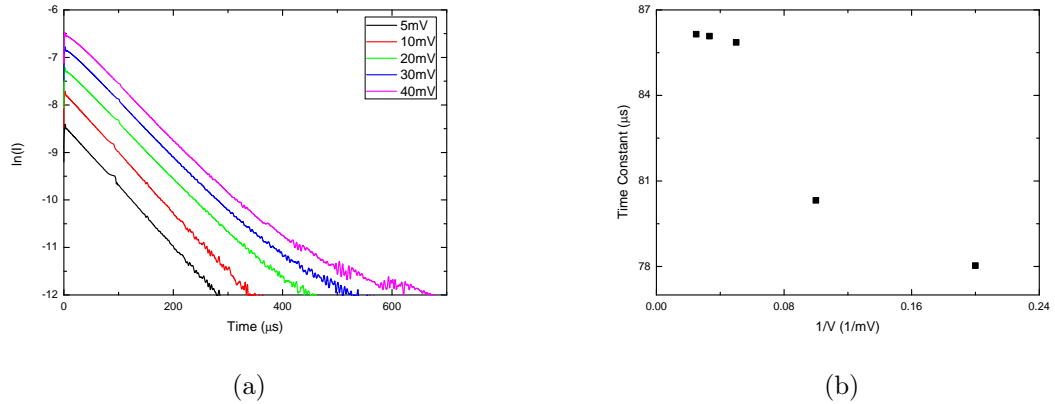 -6
-7
-8
-9
-10
-11
-12
ln(I)
0
200
400
600
Time (μs)
5mV
10mV
20mV
30mV
40mV
(a)
87
84
81
78
Time Constant (μs)
0.00
0.08
0.16
0.24
1/V (1/mV)
(b)